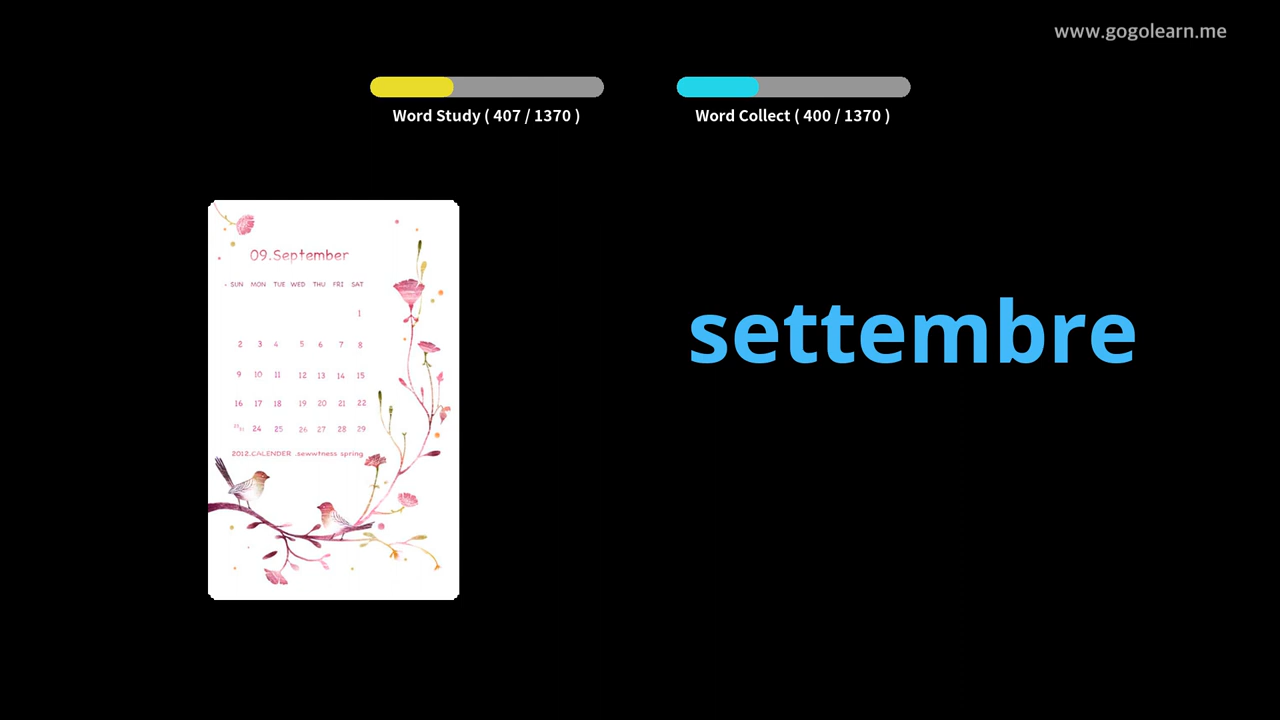 www.gogolearn.me
Word Study ( 407 / 1370 )
Word Collect ( 400 / 1370 )
09.September
SUN MON TUE WED THU FRI SAT
1
2 3 4 5 6 7 8
9 10 11 12 13 14 15
16 17 18 19 20 21 22
24 25 26 27 28 29
2012.CALENDER .sewwtness spring
settembre